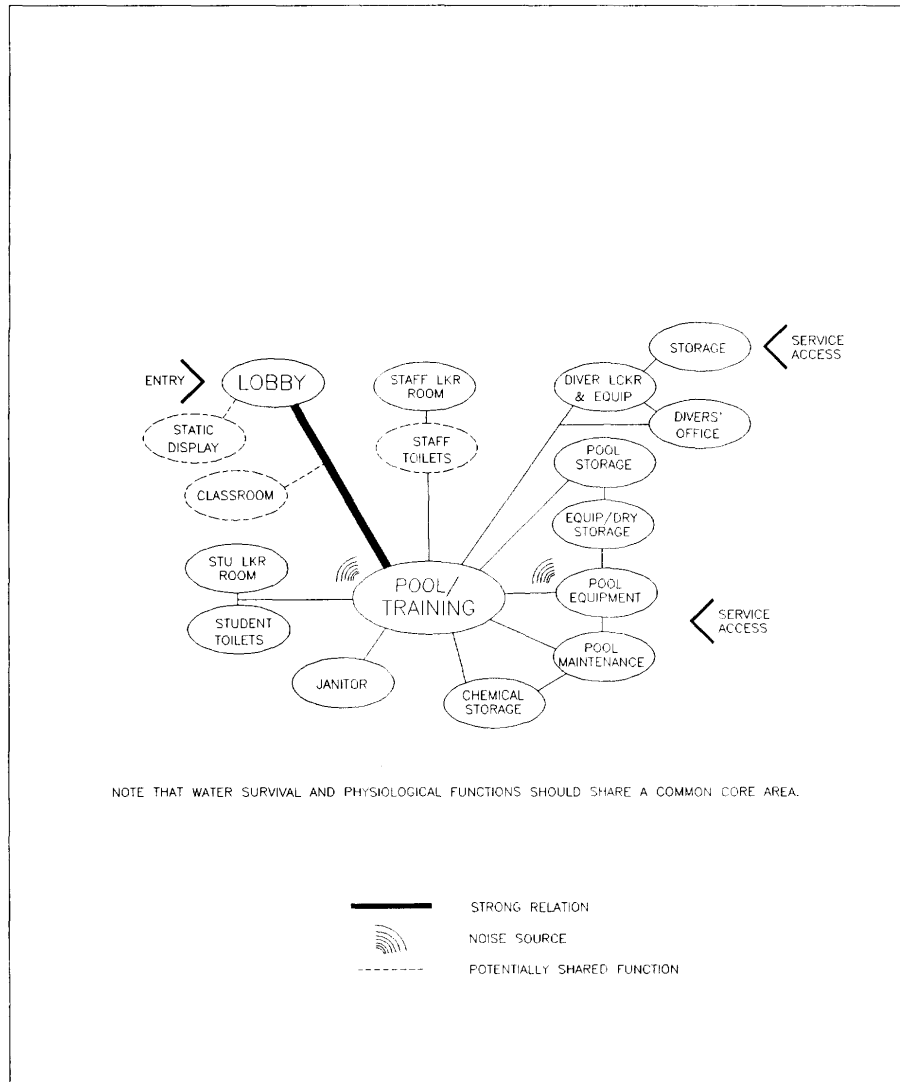 STORAGE
SERVICE
ACCESS
ENTRY
LOBBY
STAFF LKR
ROOM
DIVER LCKR
& EQUIP
STATIC
DISPLAY
STAFF
TOILETS
DIVERS'
OFFICE
POOL
STORAGE
CLASSROOM
EQUIP/DRY
STORAGE
STU LKR
ROOM
POOL/
TRAINING
POOL
EQUIPMENT
STUDENT
TOILETS
SERVICE
ACCESS
POOL
MAINTENANCE
JANITOR
CHEMICAL
STORAGE
NOTE THAT WATER SURVIVAL AND PHYSIOLOGICAL FUNCTIONS SHOULD SHARE A COMMON CORE AREA.
STRONG RELATION
NOISE SOURCE
POTENTIALLY SHARED FUNCTION